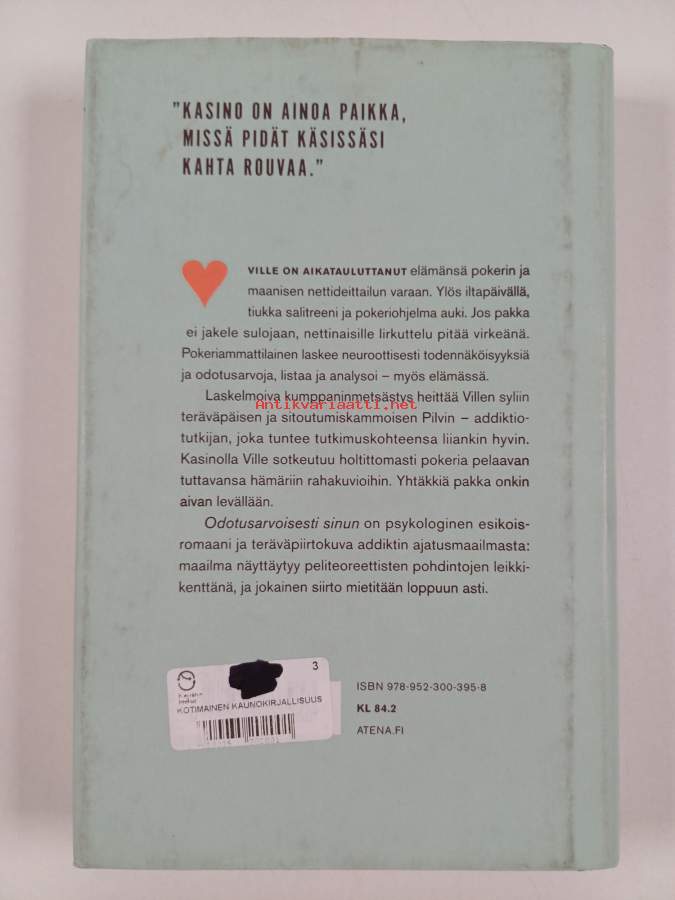 "KASINO ON AINOA PAIKKA,
MISSÄ PIDÄT KÄSISSÄSI
KAHTA ROUVAA."
VILLE ON AIKATAULUTTANUT elämänsä pokerin ja
maanisen nettideittailun varaan. Ylös iltapäivällä,
tiukka salitreeni ja pokeriohjelma auki. Jos pakka
ei jakele sulojaan, nettinaisille lirkuttelu pitää virkeänä.
Pokeriammattilainen laskee neuroottisesti todennäköisyyksiä
ja odotusarvoja, listaa ja analysoi – myös elämässä.
Laskelmoiva kumppaninmetsästys heittää Villen syliin
Antikvariaatti.net
teräväpäisen ja sitoutumiskammoisen Pilvin – addiktio-
tutkijan, joka tuntee tutkimuskohteensa liiankin hyvin.
Kasinolla Ville sotkeutuu holtittomasti pokeria pelaavan
tuttavansa hämäriin rahakuvioihin. Yhtäkkiä pakka onkin
aivan levällään.
Odotusarvoisesti sinun on psykologinen esikois-
romaani ja teräväpiirtokuva addiktin ajatusmaailmasta:
maailma näyttäytyy peliteoreettisten pohdintojen leikki-
kenttänä, ja jokainen siirto mietitään loppuun asti.
3
KOTIMAINEN KAUNOKIRJALLISUUS
ISBN 978-952-300-395-8
KL 84.2
ATENA.FI